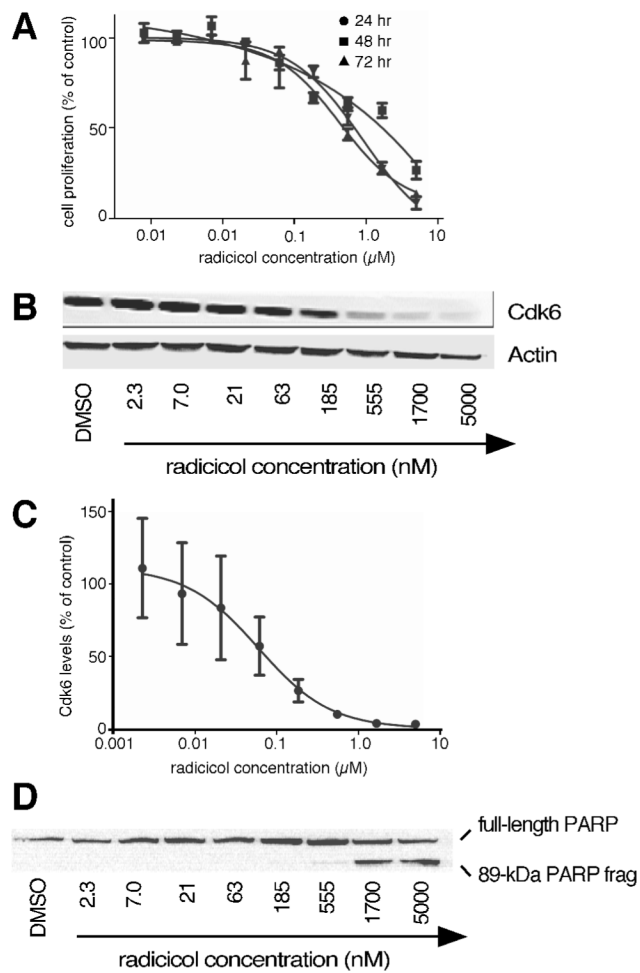 A
cell proliferation (% of control)
100
50
0
24 hr
48 hr
72 hr
0.01
0.01
0.1
1.0
10
radicicol concentration (µM)
B
Cdk6
Actin
DMSO
2.3
7.0
21
63
185
555
1700
5000
radicicol concentration (nM)
C
Cdk6 levels (% of control)
150
100
50
0
0.001
0.01
0.1
1.0
10
radicicol concentration (µM)
D
full-length PARP
89-kDa PARP frag
DMSO
2.3
7.0
21
63
185
555
1700
5000
radicicol concentration (nM)